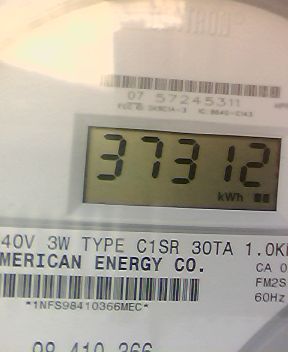 07 57245311
37312
kWh
40V 3W TYPE C1SR 30TA 1.0K
MERICAN ENERGY CO.
CA 0
FM2S
60Hz
*1NFS98410366MEC*
98 410 366